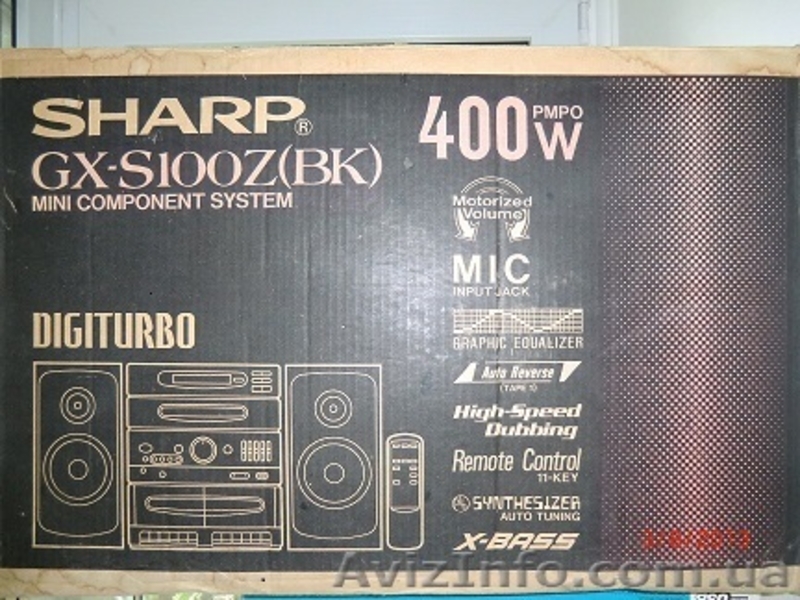 SHARP®
GX-S100Z(BK)
MINI COMPONENT SYSTEM
400 PMPO W
Motorized
Volume
MIC
INPUT JACK
GRAPHIC EQUALIZER
Auto Reverse
(TAPE 1)
High-Speed
Dubbing
Remote Control
11-KEY
SYNTHESIZER
AUTO TUNING
X-BASS
DIGITURBO
AvizInfo.com.ua